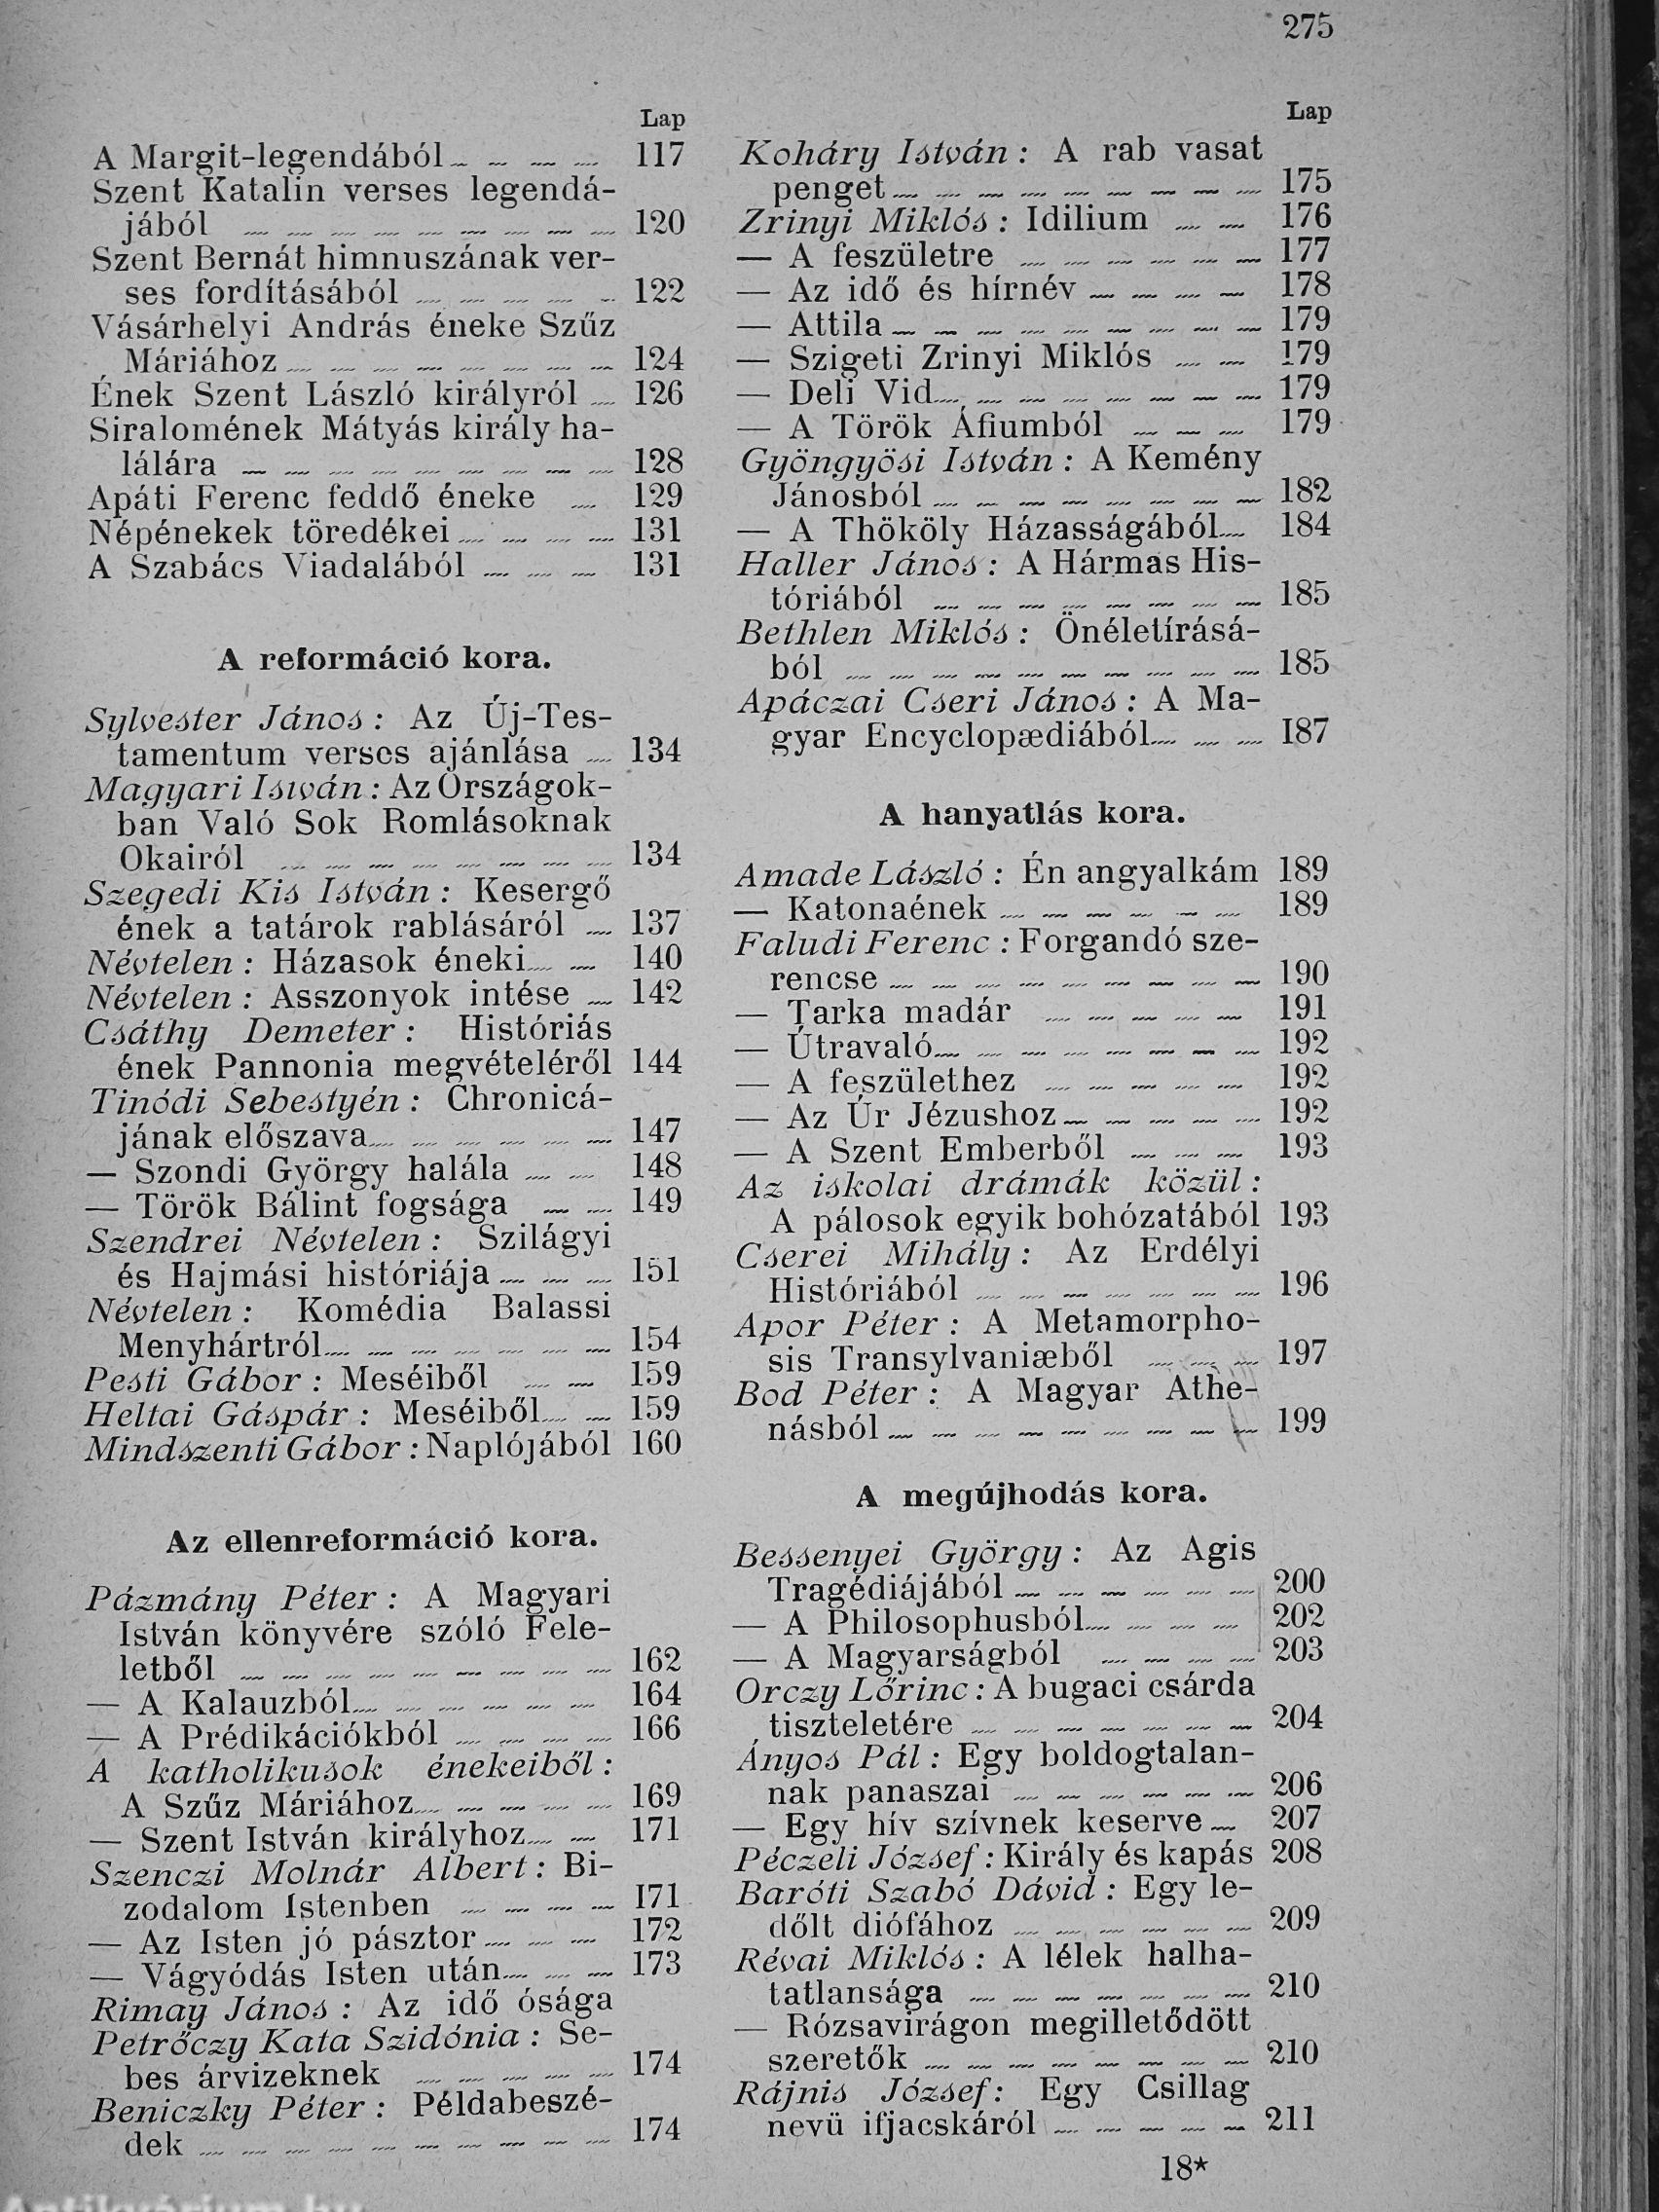 275
Lap
A Margit-legendából 117
Szent Katalin verses legendá-
jából 120
Szent Bernát himnuszának ver-
ses fordításából 122
Vásárhelyi András éneke Szűz
Máriához 124
Ének Szent László királyról 126
Siralomének Mátyás király ha-
lálára 128
Apáti Ferenc feddő éneke 129
Népénekek töredékei 131
A Szabács Viadalából 131
A reformáció kora.
Sylvester János: Az Új-Tes-
tamentum verses ajánlása 134
Magyari István: Az Országok-
ban Való Sok Romlásoknak
Okairól 134
Szegedi Kis István: Kesergő
ének a tatárok rablásáról 137
Névtelen: Házasok éneki 140
Névtelen: Asszonyok intése 142
Csáthy Demeter: Históriás
ének Pannonia megvételéről 144
Tinódi Sebestyén: Chronicá-
jának előszava 147
— Szondi György halála 148
— Török Bálint fogsága 149
Szendrei Névtelen: Szilágyi
és Hajmási históriája 151
Névtelen: Komédia Balassi
Menyhártról 154
Pesti Gábor: Meséiből 159
Heltai Gáspár: Meséiből 159
Mindszenti Gábor: Naplójából 160
Az ellenreformáció kora.
Pázmány Péter: A Magyari
István könyvére szóló Fele-
letből 162
— A Kalauzból 164
— A Prédikációkból 166
A katholikusok énekeiből:
A Szűz Máriához 169
— Szent István királyhoz 171
Szenczi Molnár Albert: Bi-
zodalom Istenben 171
— Az Isten jó pásztor 172
— Vágyódás Isten után 173
Rimay János: Az idő ósága
Petrőczy Kata Szidónia: Se-
bes árvizeknek 174
Beniczky Péter: Példabeszé-
dek 174
Lap
Koháry István: A rab vasat
penget 175
Zrinyi Miklós: Idilium 176
— A feszületre 177
— Az idő és hírnév 178
— Attila 179
— Szigeti Zrinyi Miklós 179
— Deli Vid 179
— A Török Áfiumból 179
Gyöngyösi István: A Kemény
Jánosból 182
— A Thököly Házasságából 184
Haller János: A Hármas His-
tóriából 185
Bethlen Miklós: Önéletírásá-
ból 185
Apáczai Cseri János: A Ma-
gyar Encyclopædiából 187
A hanyatlás kora.
Amade László: Én angyalkám 189
— Katonaének 189
Faludi Ferenc: Forgandó sze-
rencse 190
— Tarka madár 191
— Útravaló 192
— A feszülethez 192
— Az Úr Jézushoz 192
— A Szent Emberből 193
Az iskolai drámák közül:
A pálosok egyik bohózatából 193
Cserei Mihály: Az Erdélyi
Históriából 196
Apor Péter: A Metamorpho-
sis Transylvaniæből 197
Bod Péter: A Magyar Athe-
násból 199
A megújhodás kora.
Bessenyei György: Az Agis
Tragédiájából 200
— A Philosophusból 202
— A Magyarságból 203
Orczy Lőrinc: A bugaci csárda
tiszteletére 204
Ányos Pál: Egy boldogtalan-
nak panaszai 206
— Egy hív szívnek keserve 207
Péczeli József: Király és kapás 208
Baróti Szabó Dávid: Egy le-
dőlt diófához 209
Révai Miklós: A lélek halha-
tatlansága 210
— Rózsavirágon megilletődött
szeretők 210
Rájnis József: Egy Csillag
nevü ifjacskáról 211
18*
Antikvárium.hu